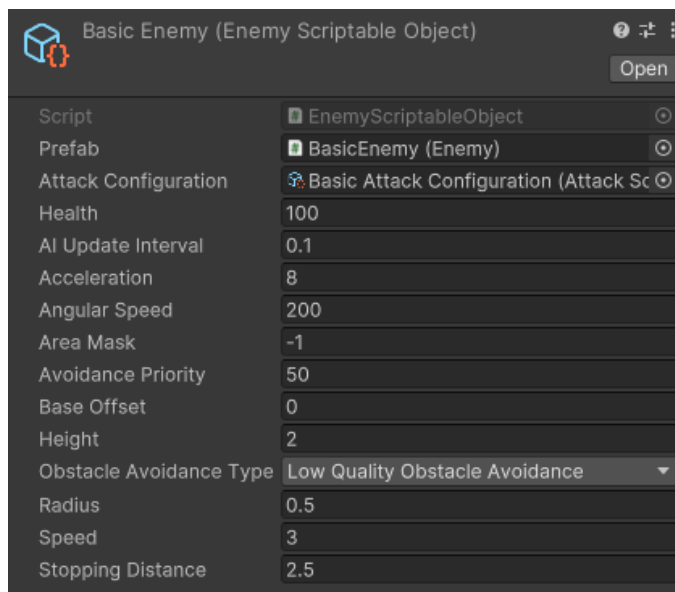 Basic Enemy (Enemy Scriptable Object)
Open
Script EnemyScriptableObject
Prefab BasicEnemy (Enemy)
Attack Configuration Basic Attack Configuration (Attack Sc
Health 100
AI Update Interval 0.1
Acceleration 8
Angular Speed 200
Area Mask -1
Avoidance Priority 50
Base Offset 0
Height 2
Obstacle Avoidance Type Low Quality Obstacle Avoidance
Radius 0.5
Speed 3
Stopping Distance 2.5